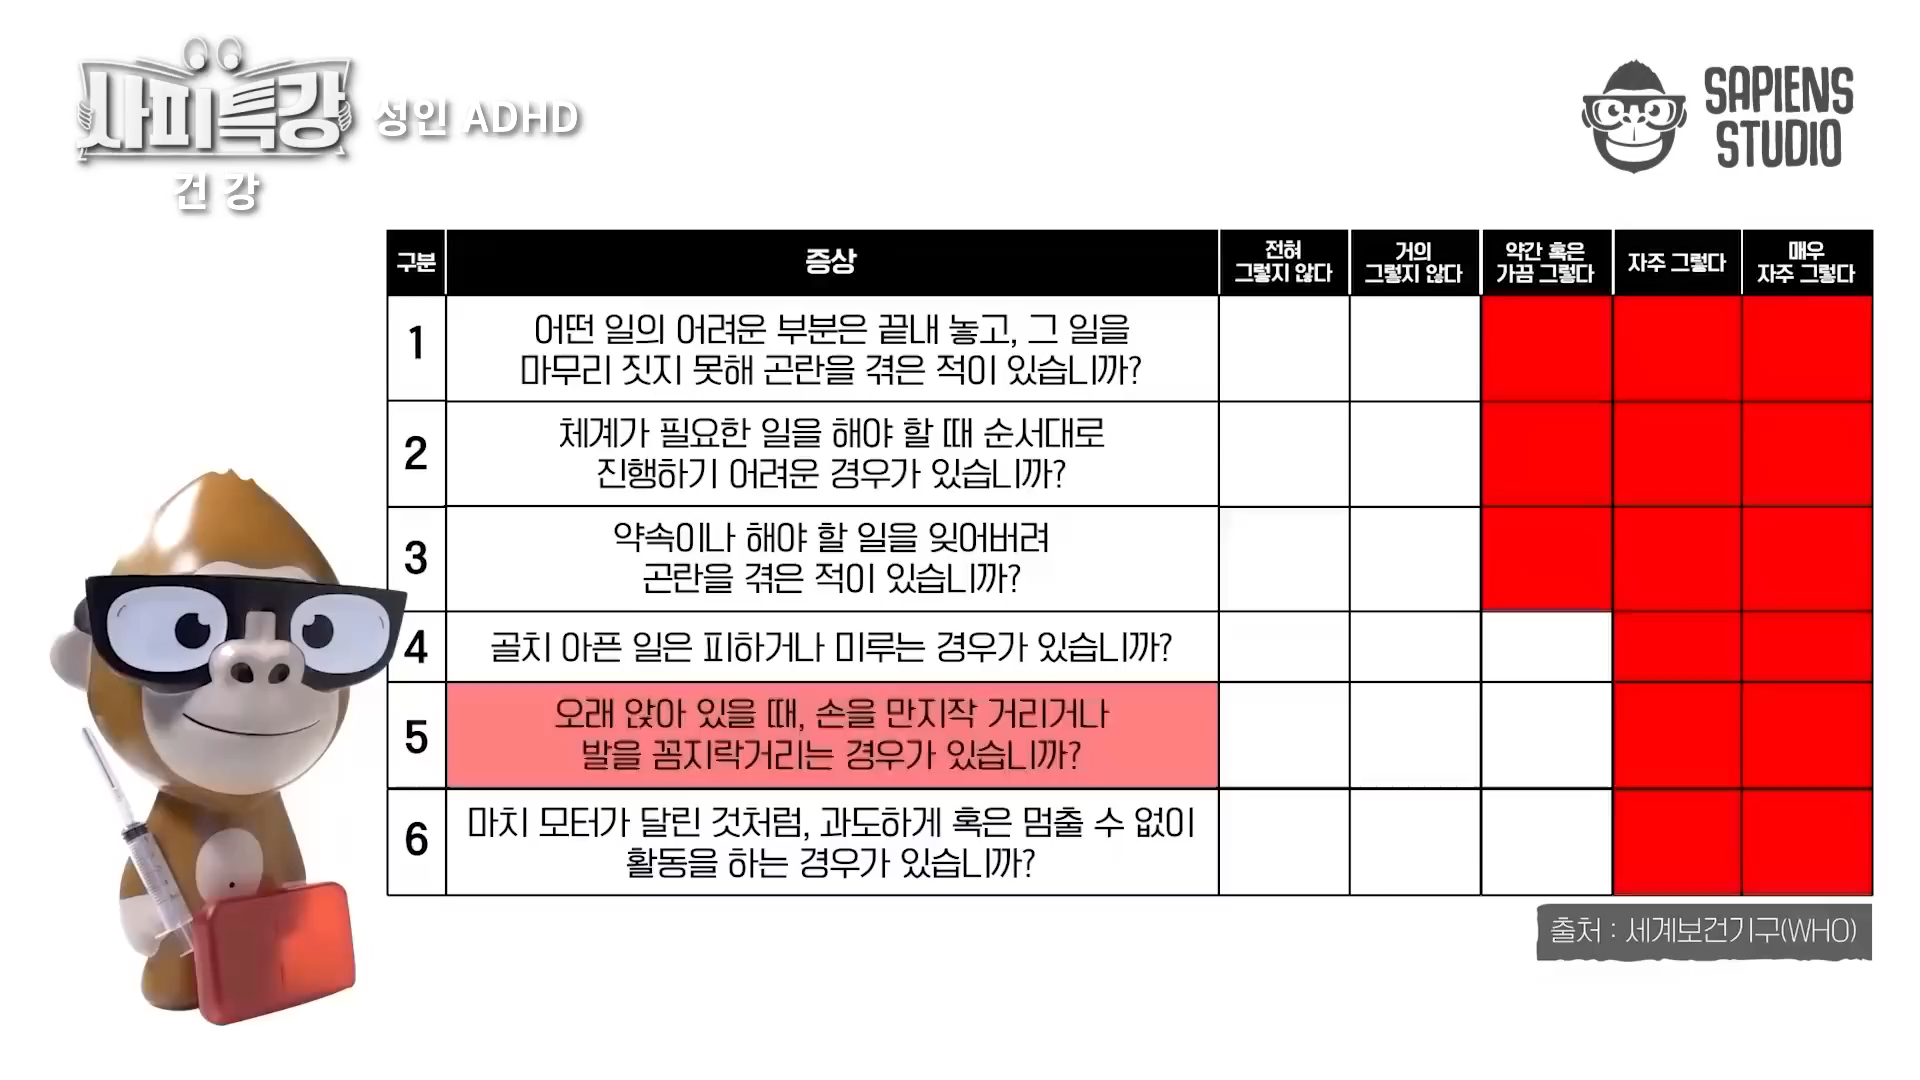 사피특강 성인 ADHD
건강
SAPIENS
STUDIO
구분
증상
전혀
그렇지 않다
거의
그렇지 않다
약간 혹은
가끔 그렇다
자주 그렇다
매우
자주 그렇다
1
어떤 일의 어려운 부분은 끝내 놓고, 그 일을
마무리 짓지 못해 곤란을 겪은 적이 있습니까?
2
체계가 필요한 일을 해야 할 때 순서대로
진행하기 어려운 경우가 있습니까?
3
약속이나 해야 할 일을 잊어버려
곤란을 겪은 적이 있습니까?
4
골치 아픈 일은 피하거나 미루는 경우가 있습니까?
5
오래 앉아 있을 때, 손을 만지작 거리거나
발을 꼼지락거리는 경우가 있습니까?
6
마치 모터가 달린 것처럼, 과도하게 혹은 멈출 수 없이
활동을 하는 경우가 있습니까?
출처 : 세계보건기구(WHO)